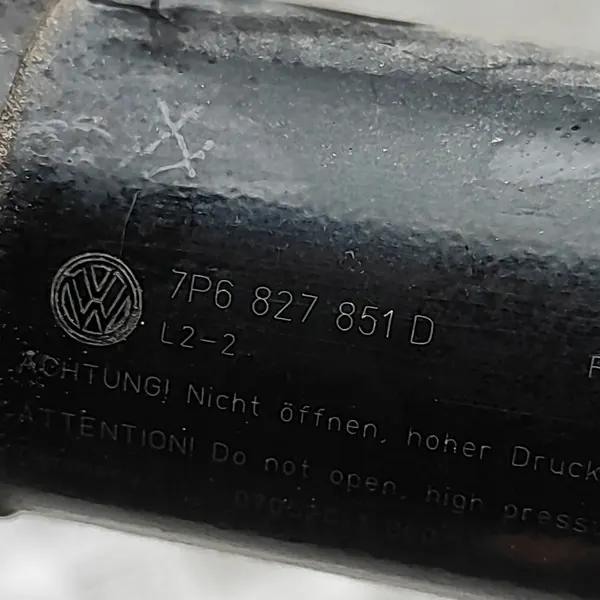 7P6 827 851 D
L2-2
ACHTUNG! Nicht öffnen, hoher Druck
ATTENTION! Do not open, high press